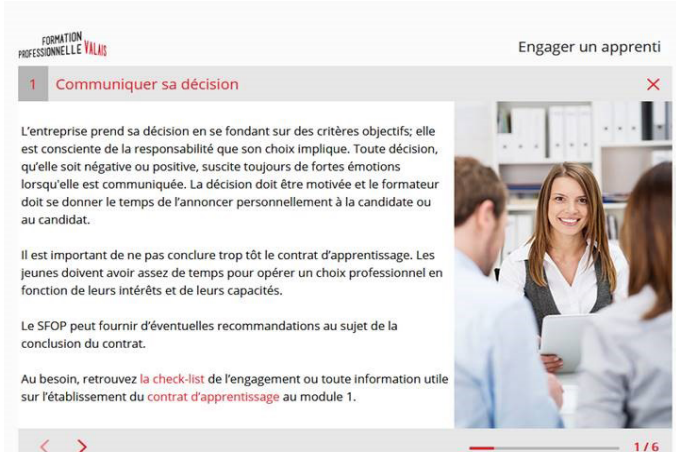 FORMATION
PROFESSIONNELLE VALAIS
Engager un apprenti
1 Communiquer sa décision
L'entreprise prend sa décision en se fondant sur des critères objectifs; elle
est consciente de la responsabilité que son choix implique. Toute décision,
qu'elle soit négative ou positive, suscite toujours de fortes émotions
lorsqu'elle est communiquée. La décision doit être motivée et le formateur
doit se donner le temps de l'annoncer personnellement à la candidate ou
au candidat.
Il est important de ne pas conclure trop tôt le contrat d'apprentissage. Les
jeunes doivent avoir assez de temps pour opérer un choix professionnel en
fonction de leurs intérêts et de leurs capacités.
Le SFOP peut fournir d'éventuelles recommandations au sujet de la
conclusion du contrat.
Au besoin, retrouvez la check-list de l'engagement ou toute information utile
sur l'établissement du contrat d'apprentissage au module 1.
1 / 6